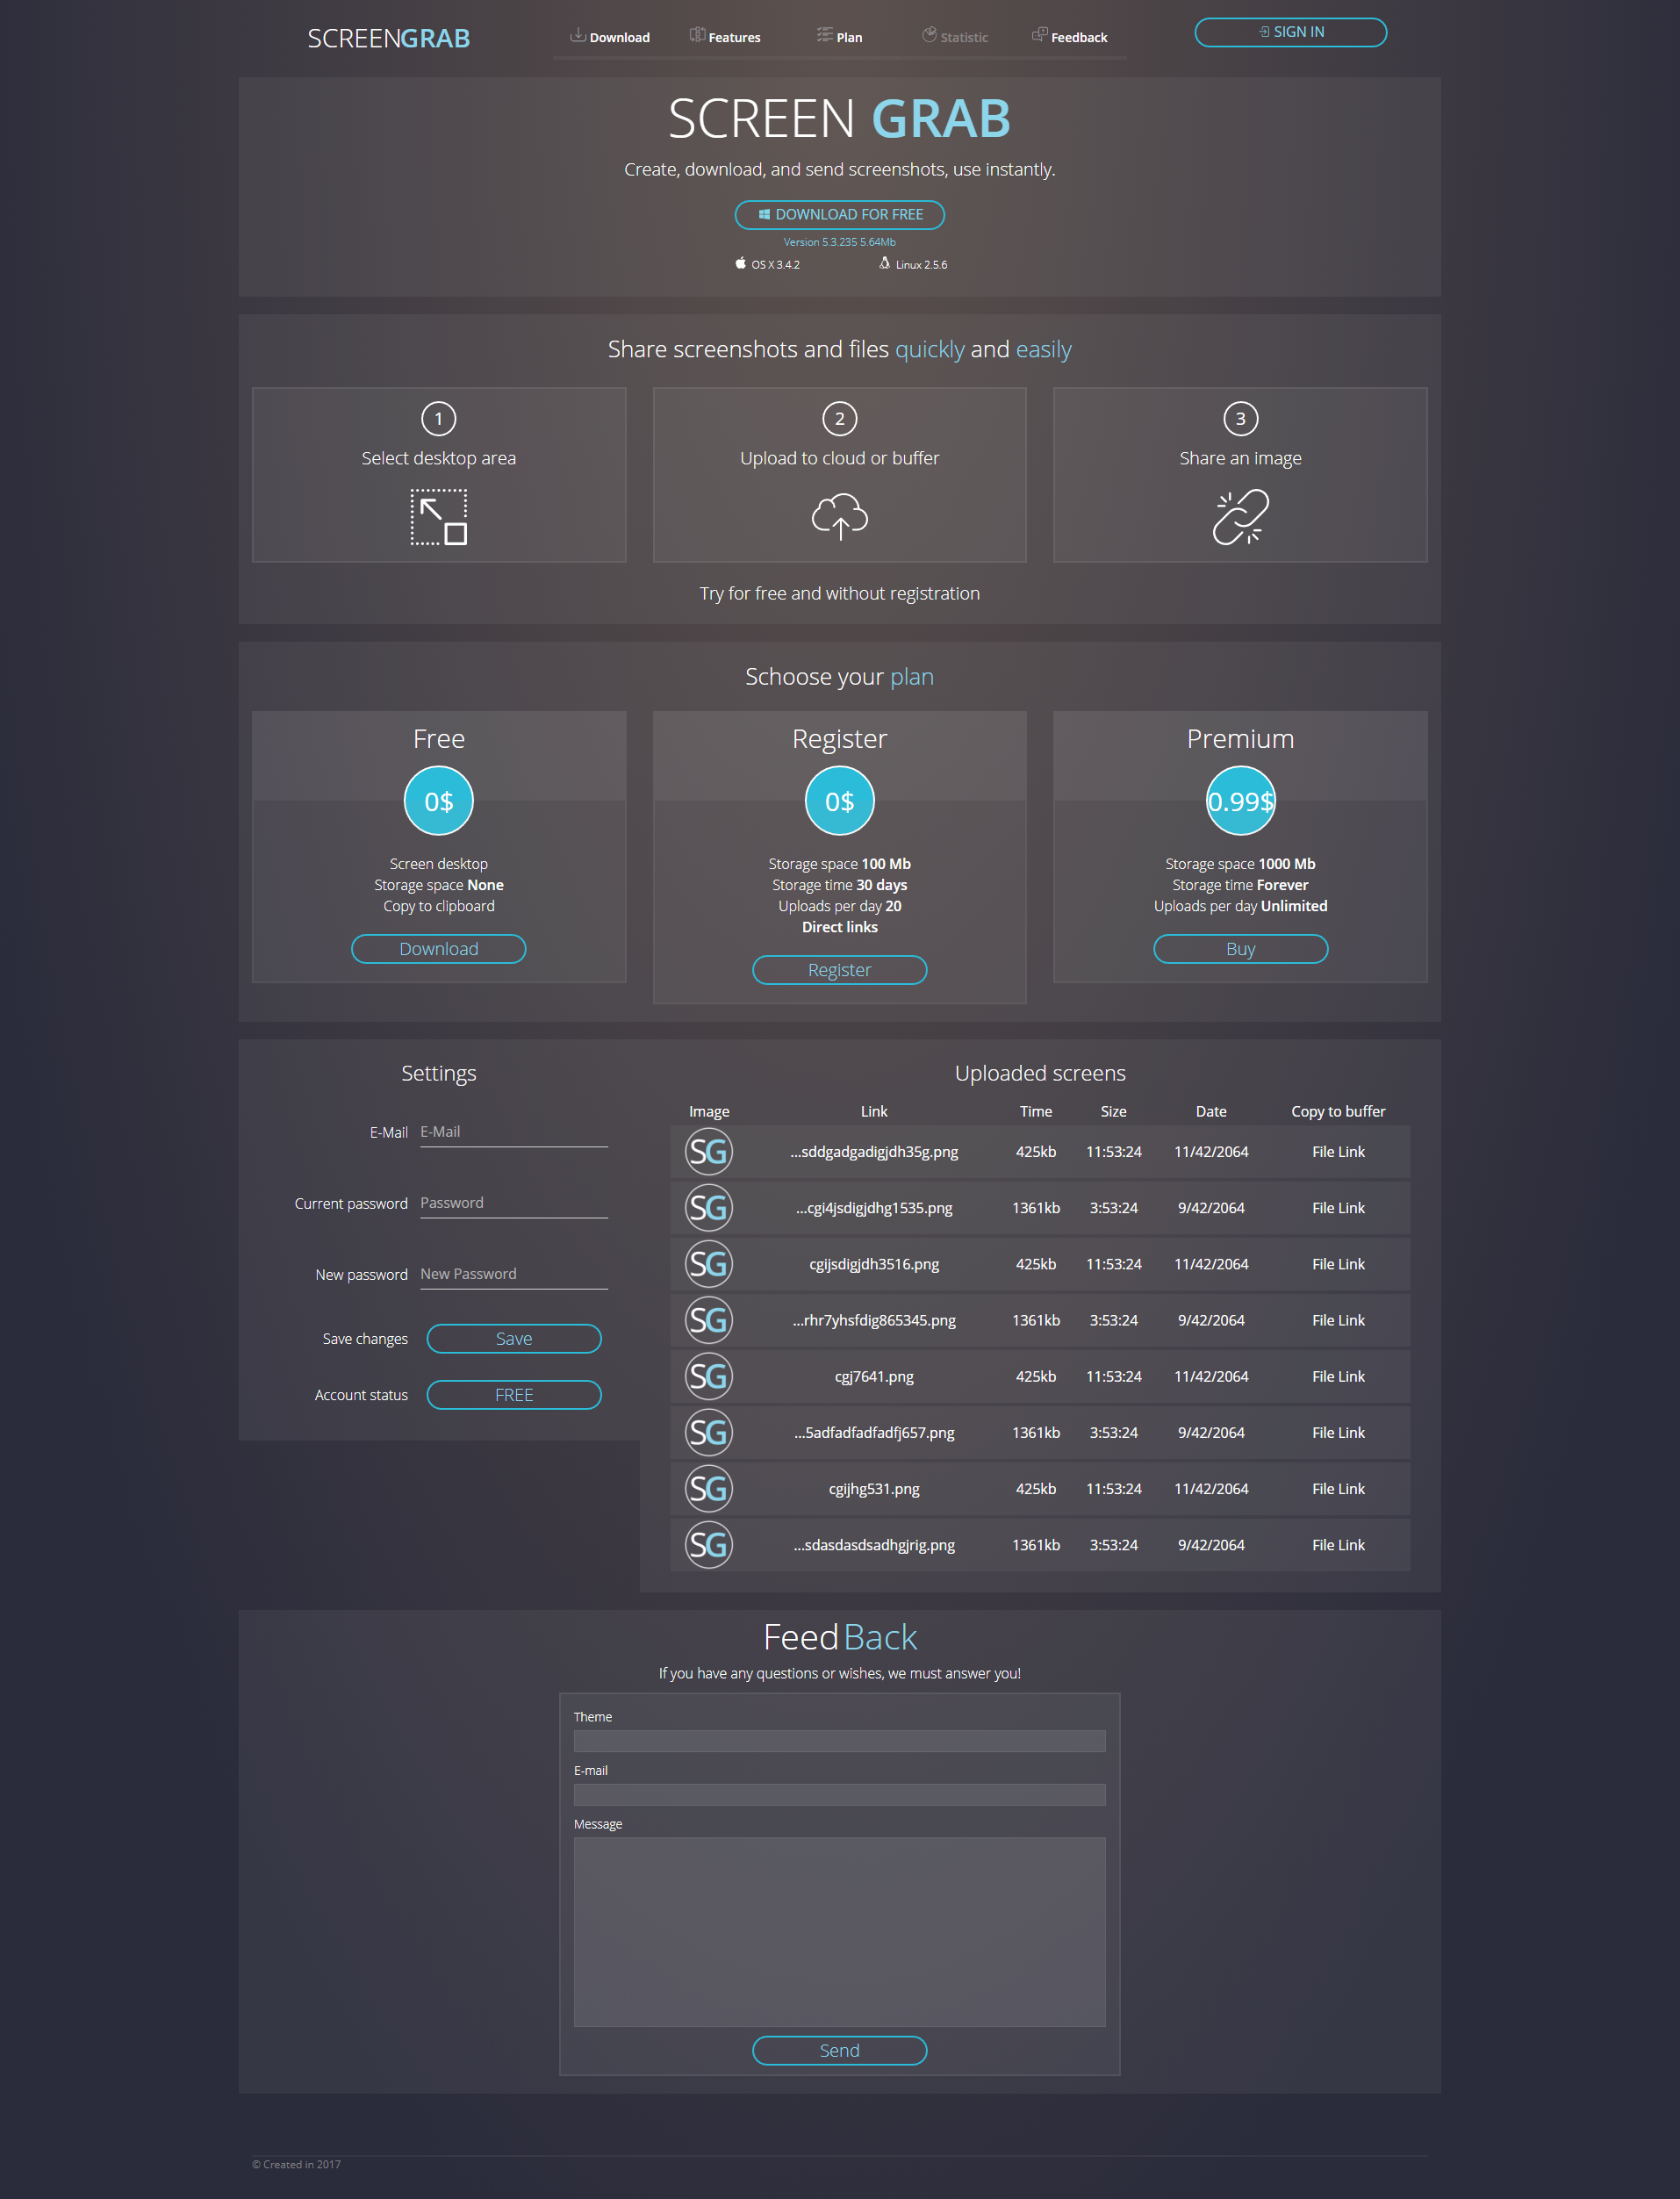 SCREENGRAB
Download Features Plan Statistic Feedback
SIGN IN
SCREEN GRAB
Create, download, and send screenshots, use instantly.
DOWNLOAD FOR FREE
Version 5.3.235 5.64Mb
OS X 3.4.2 Linux 2.5.6
Share screenshots and files quickly and easily
1
Select desktop area
2
Upload to cloud or buffer
3
Share an image
Try for free and without registration
Schoose your plan
Free
0$
Screen desktop
Storage space None
Copy to clipboard
Download
Register
0$
Storage space 100 Mb
Storage time 30 days
Uploads per day 20
Direct links
Register
Premium
0.99$
Storage space 1000 Mb
Storage time Forever
Uploads per day Unlimited
Buy
Settings
E-Mail E-Mail
Current password Password
New password New Password
Save changes Save
Account status FREE
Uploaded screens
Image Link Time Size Date Copy to buffer
SG ...sddgadgadigjdh35g.png 425kb 11:53:24 11/42/2064 File Link
SG ...cgi4jsdigjdhg1535.png 1361kb 3:53:24 9/42/2064 File Link
SG cgijsdigjdh3516.png 425kb 11:53:24 11/42/2064 File Link
SG ...rhr7yhsfdig865345.png 1361kb 3:53:24 9/42/2064 File Link
SG cgj7641.png 425kb 11:53:24 11/42/2064 File Link
SG ...5adfadfadfadfj657.png 1361kb 3:53:24 9/42/2064 File Link
SG cgijhg531.png 425kb 11:53:24 11/42/2064 File Link
SG ...sdasdasdsadhgjrig.png 1361kb 3:53:24 9/42/2064 File Link
FeedBack
If you have any questions or wishes, we must answer you!
Theme
E-mail
Message
Send
© Created in 2017